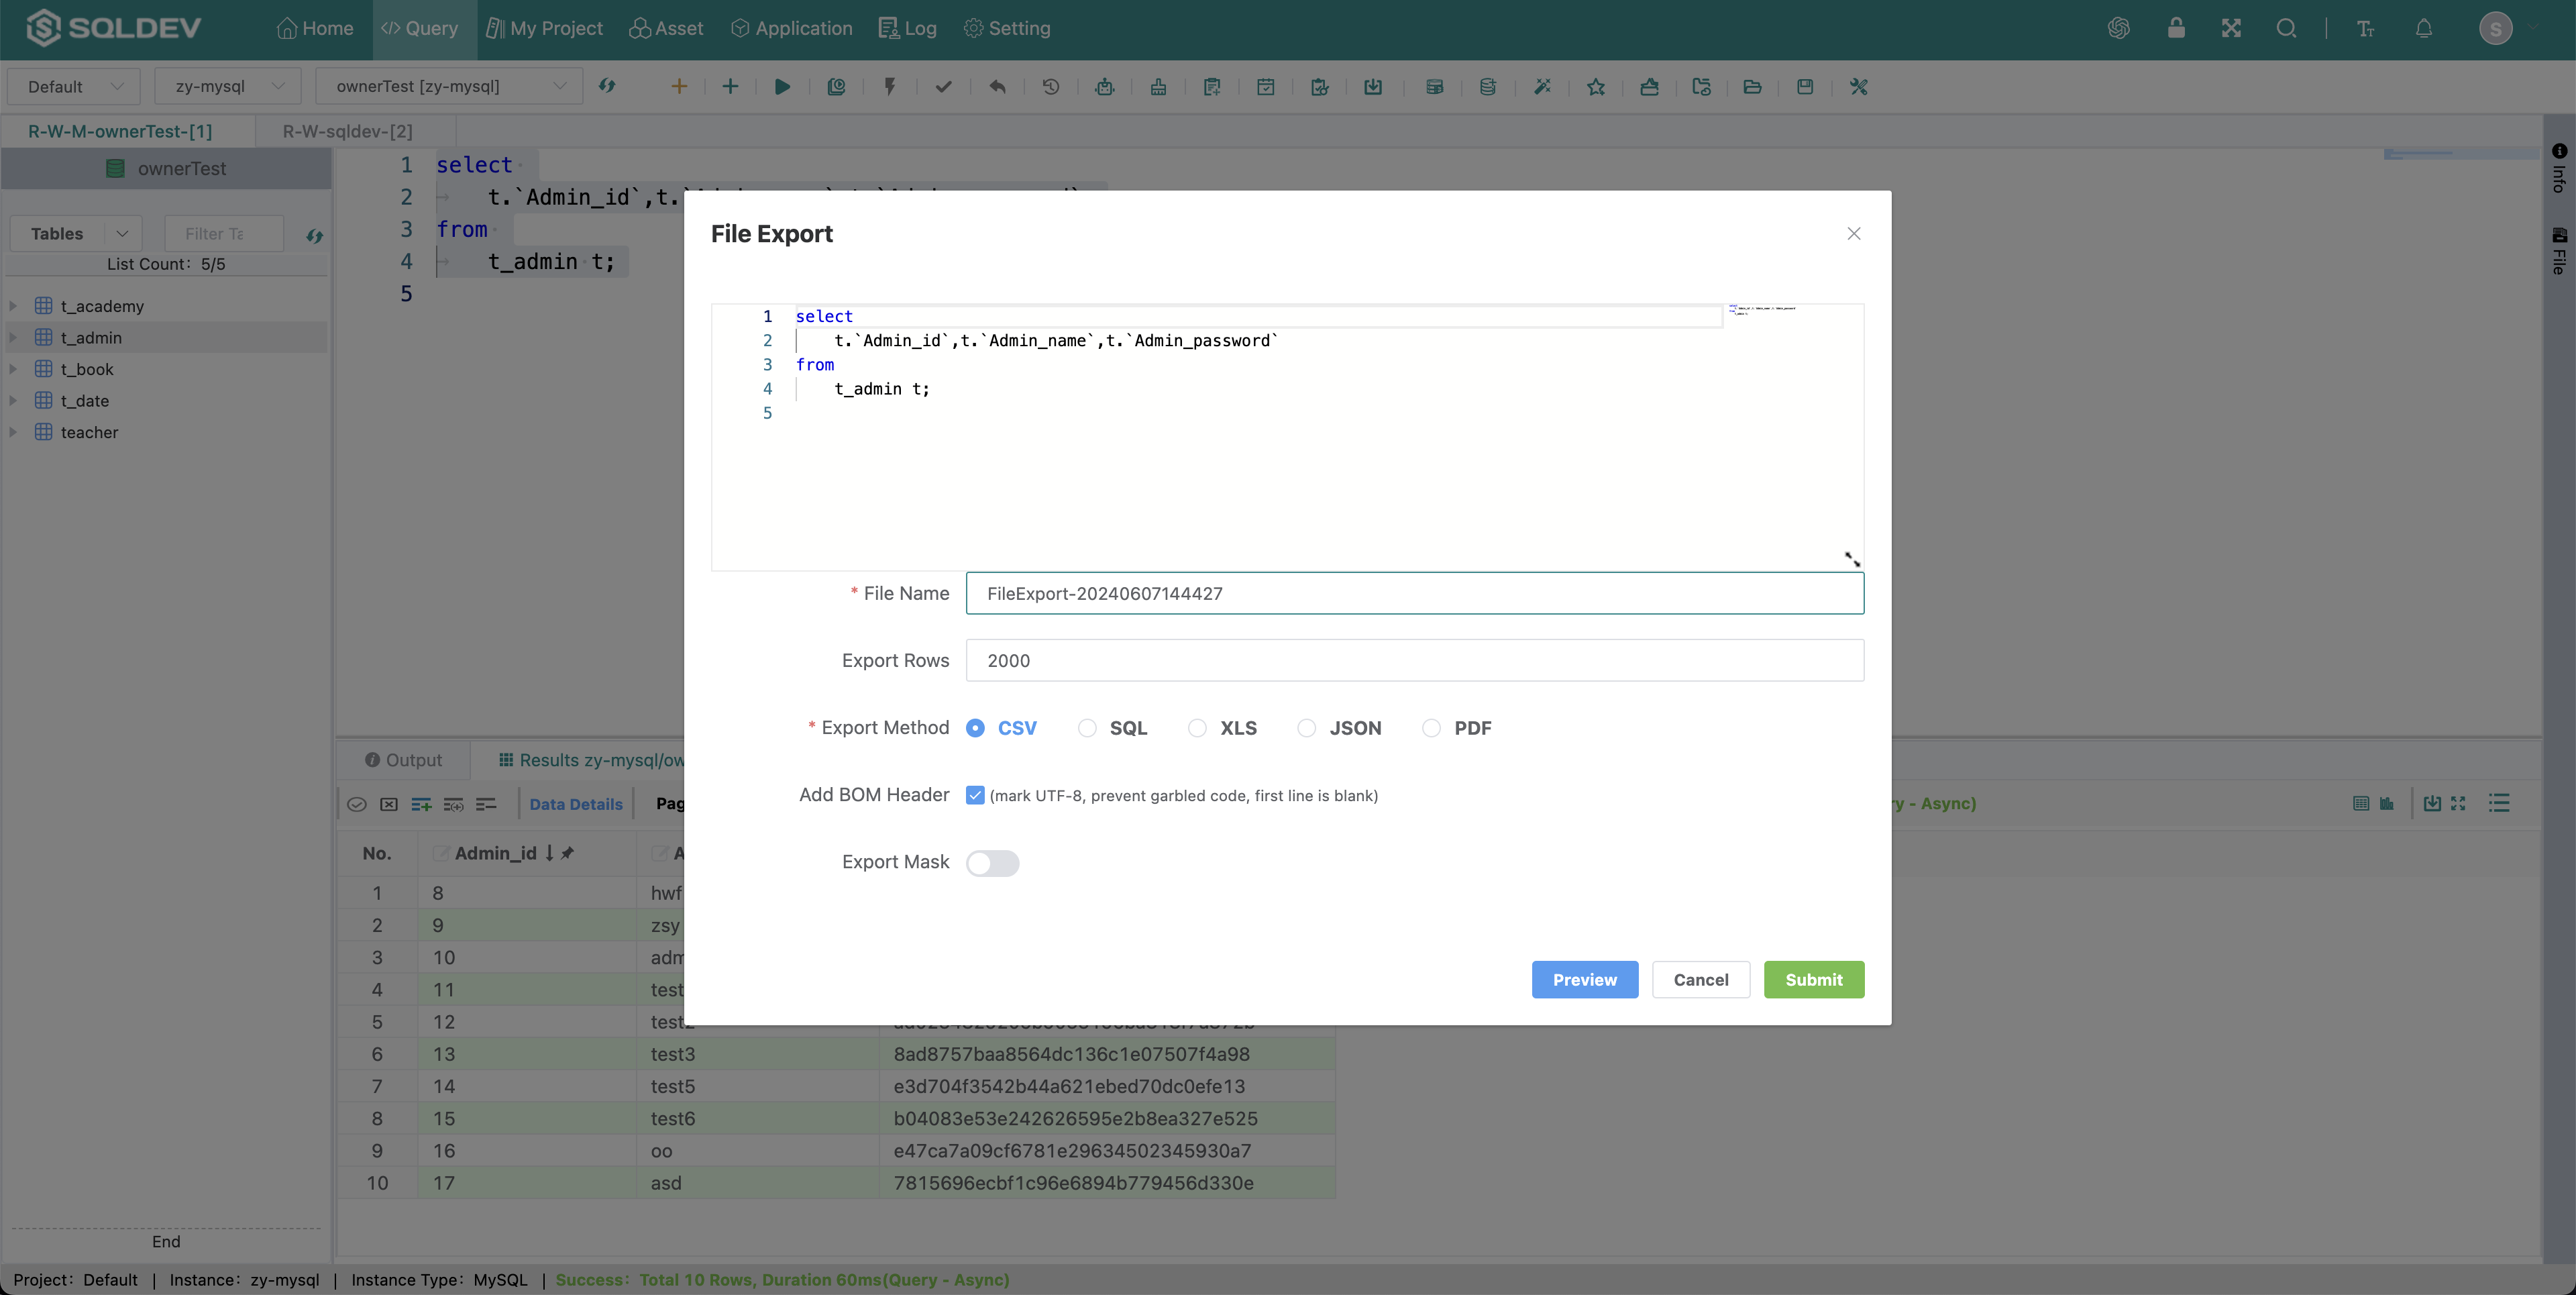 SQLDEV Home </> Query My Project Asset Application Log Setting S
Default zy-mysql ownerTest [zy-mysql]
R-W-M-ownerTest-[1] R-W-sqldev-[2]
ownerTest
Tables Filter Ta
List Count: 5/5
t_academy
t_admin
t_book
t_date
teacher
End
1 select
2 t.`Admin_id`,t.
3 from
4 t_admin t;
5
Info
File
File Export
1 select
2 t.`Admin_id`,t.`Admin_name`,t.`Admin_password`
3 from
4 t_admin t;
5
* File Name FileExport-20240607144427
Export Rows 2000
* Export Method CSV SQL XLS JSON PDF
Add BOM Header (mark UTF-8, prevent garbled code, first line is blank)
Export Mask
Preview Cancel Submit
Output Results zy-mysql/ow
Data Details Pag ry - Async)
No. Admin_id A
1 8 hwf
2 9 zsy
3 10 adm
4 11 test
5 12 test2
6 13 test3 8ad8757baa8564dc136c1e07507f4a98
7 14 test5 e3d704f3542b44a621ebed70dc0efe13
8 15 test6 b04083e53e242626595e2b8ea327e525
9 16 oo e47ca7a09cf6781e29634502345930a7
10 17 asd 7815696ecbf1c96e6894b779456d330e
Project: Default | Instance: zy-mysql | Instance Type: MySQL | Success: Total 10 Rows, Duration 60ms(Query - Async)